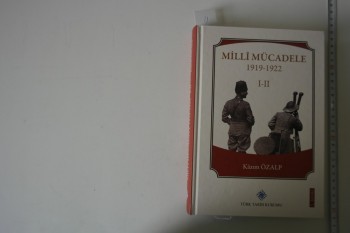 MİLLÎ MÜCADELE
1919-1922
I-II
Kâzım ÖZALP
TÜRK TARİH KURUMU